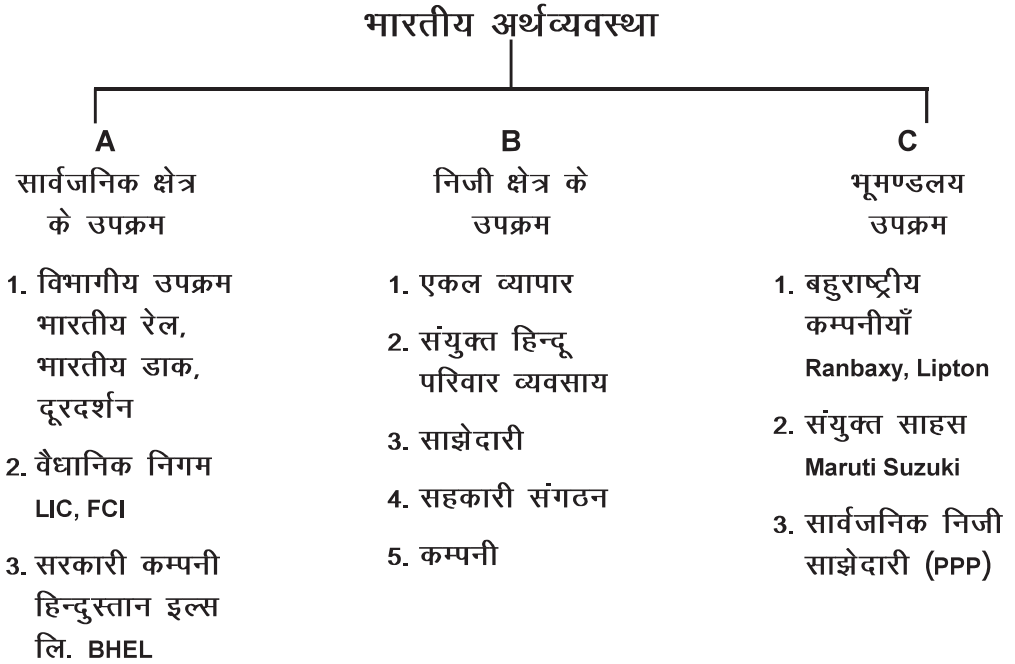 भारतीय अर्थव्यवस्था
A
सार्वजनिक क्षेत्र
के उपक्रम
1. विभागीय उपक्रम
भारतीय रेल,
भारतीय डाक,
दूरदर्शन
2. वैधानिक निगम
LIC, FCI
3. सरकारी कम्पनी
हिन्दुस्तान इल्स
लि. BHEL
B
निजी क्षेत्र के
उपक्रम
1. एकल व्यापार
2. संयुक्त हिन्दू
परिवार व्यवसाय
3. साझेदारी
4. सहकारी संगठन
5. कम्पनी
C
भूमण्डलय
उपक्रम
1. बहुराष्ट्रीय
कम्पनीयाँ
Ranbaxy, Lipton
2. संयुक्त साहस
Maruti Suzuki
3. सार्वजनिक निजी
साझेदारी (PPP)